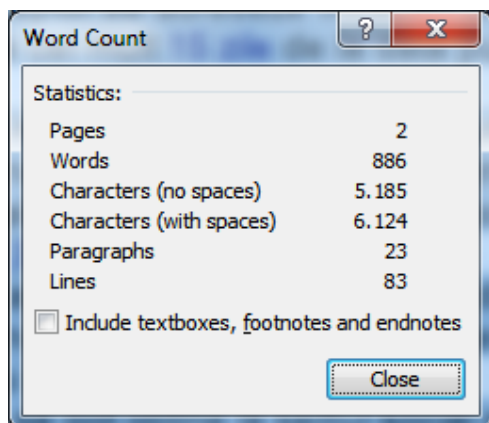 Word Count
Statistics:
Pages 2
Words 886
Characters (no spaces) 5.185
Characters (with spaces) 6.124
Paragraphs 23
Lines 83
Include textboxes, footnotes and endnotes
Close